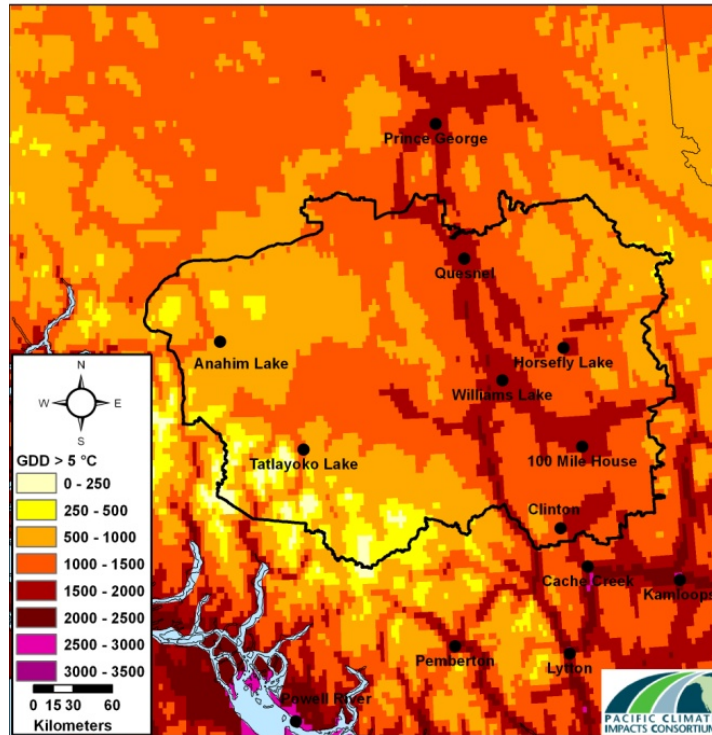 Prince George
Quesnel
Anahim Lake
Horsefly Lake
Williams Lake
Tatlayoko Lake
100 Mile House
Clinton
Cache Creek
Kamloops
Pemberton
Lytton
Powell River
N
W E
S
GDD > 5 °C
0 - 250
250 - 500
500 - 1000
1000 - 1500
1500 - 2000
2000 - 2500
2500 - 3000
3000 - 3500
0 15 30 60
Kilometers
PACIFIC CLIMATE
IMPACTS CONSORTIUM